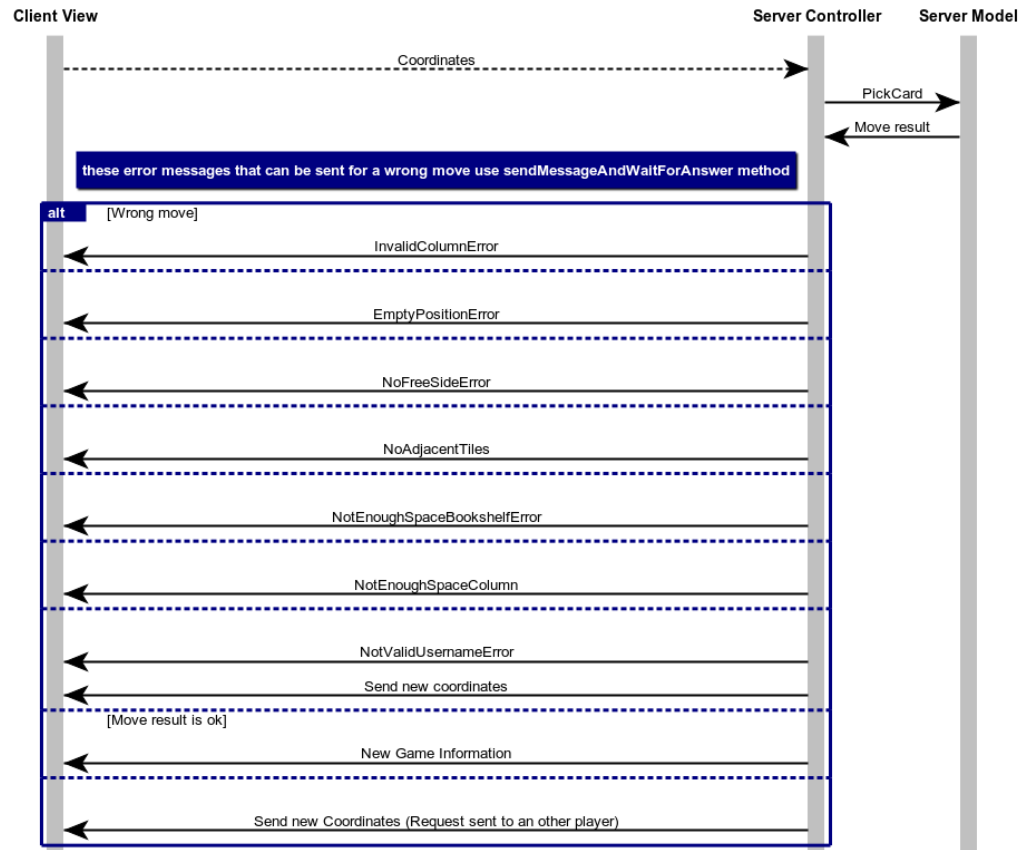 Client View
Server Controller
Server Model
Coordinates
PickCard
Move result
these error messages that can be sent for a wrong move use sendMessageAndWaitForAnswer method
alt
[Wrong move]
InvalidColumnError
EmptyPositionError
NoFreeSideError
NoAdjacentTiles
NotEnoughSpaceBookshelfError
NotEnoughSpaceColumn
NotValidUsernameError
Send new coordinates
[Move result is ok]
New Game Information
Send new Coordinates (Request sent to an other player)